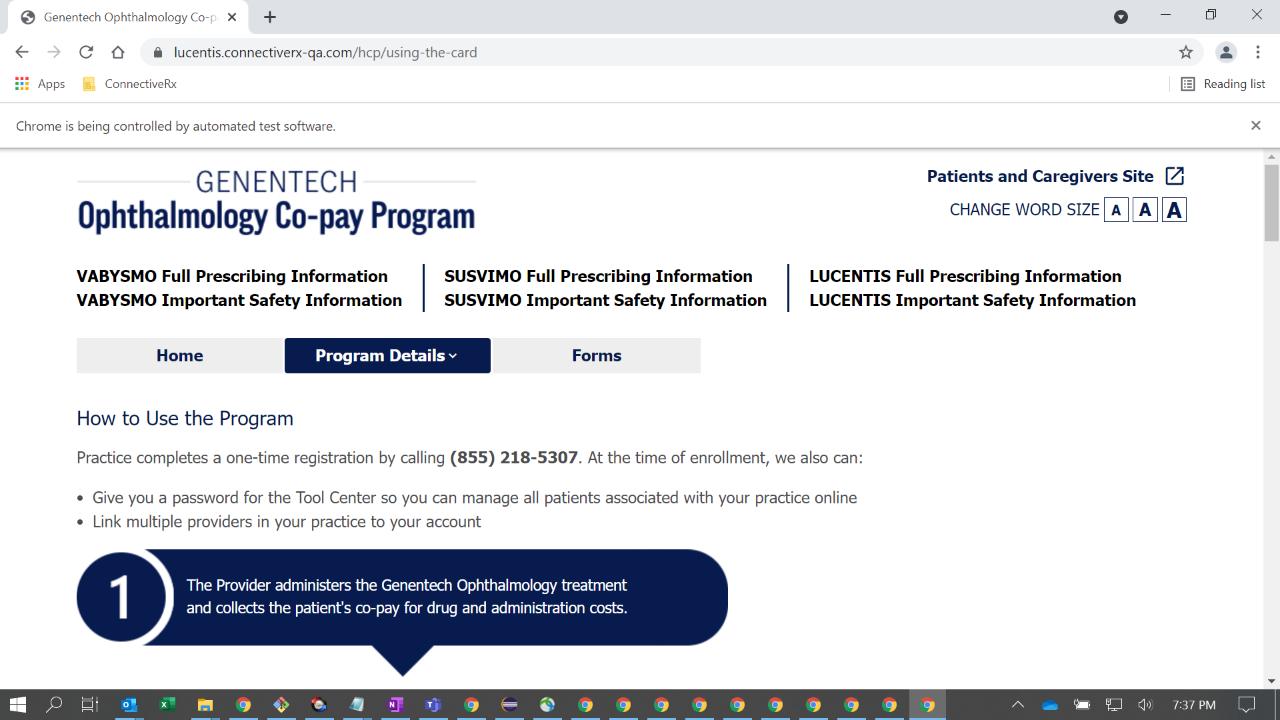 Genentech Ophthalmology Co-p
lucentis.connectiverx-qa.com/hcp/using-the-card
Apps
ConnectiveRx
Reading list
Chrome is being controlled by automated test software.
GENENTECH
Ophthalmology Co-pay Program
Patients and Caregivers Site
CHANGE WORD SIZE A A A
VABYSMO Full Prescribing Information
VABYSMO Important Safety Information
SUSVIMO Full Prescribing Information
SUSVIMO Important Safety Information
LUCENTIS Full Prescribing Information
LUCENTIS Important Safety Information
Home
Program Details
Forms
How to Use the Program
Practice completes a one-time registration by calling (855) 218-5307. At the time of enrollment, we also can:
• Give you a password for the Tool Center so you can manage all patients associated with your practice online
• Link multiple providers in your practice to your account
1
The Provider administers the Genentech Ophthalmology treatment
and collects the patient's co-pay for drug and administration costs.
7:37 PM